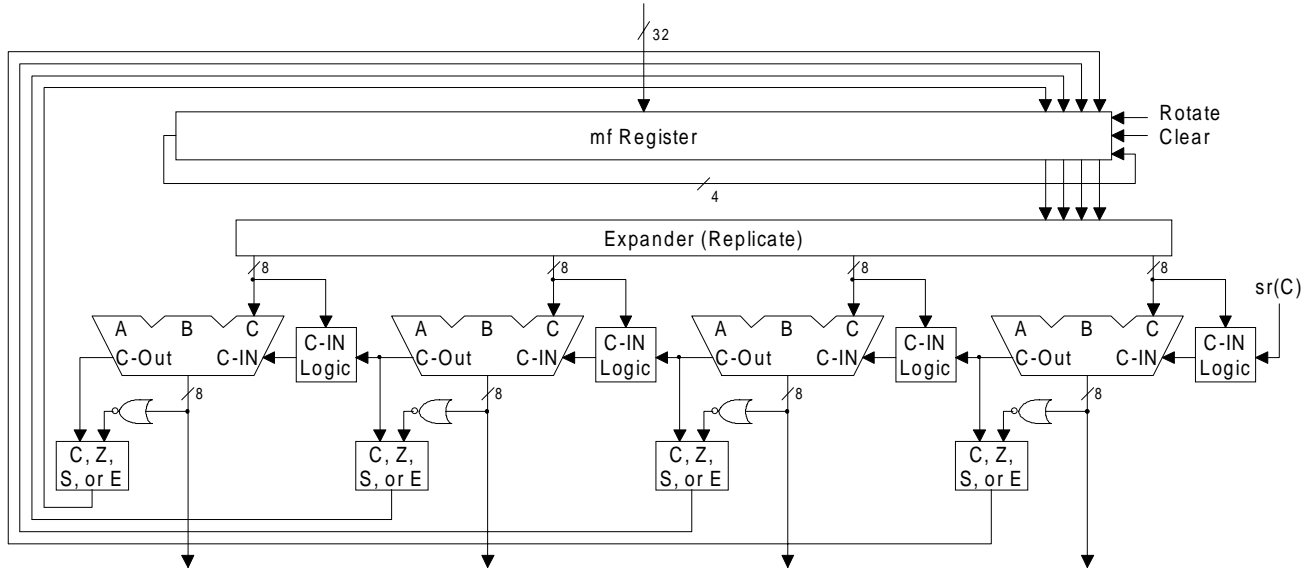 32
Rotate
mf Register
Clear
4
Expander (Replicate)
8
8
8
8
sr(C)
A B C
C-Out C-IN
C-IN
Logic
A B C
C-Out C-IN
C-IN
Logic
A B C
C-Out C-IN
C-IN
Logic
A B C
C-Out C-IN
C-IN
Logic
8
8
8
8
C, Z,
S, or E
C, Z,
S, or E
C, Z,
S, or E
C, Z,
S, or E